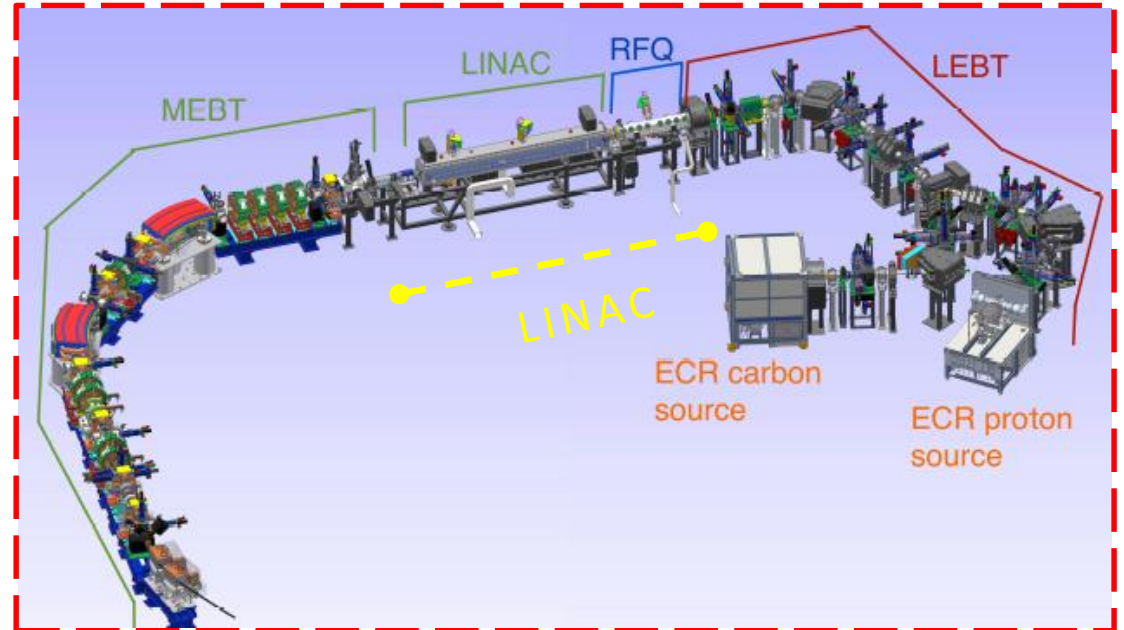 RFQ
LINAC
LEBT
MEBT
LINAC
ECR carbon
source
ECR proton
source